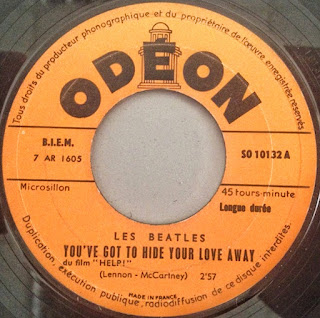 Tous droits du producteur phonographique et du propriétaire de l'œuvre, enregistrée réservés
ODEON
B.I.E.M.
7 AR 1605
SO 10132 A
Microsillon
45 tours-minute
Longue durée
LES BEATLES
YOU'VE GOT TO HIDE YOUR LOVE AWAY
du film "HELP!"
(Lennon - McCartney) 2'57
MADE IN FRANCE
Duplication, exécution publique, radiodiffusion de ce disque interdites.